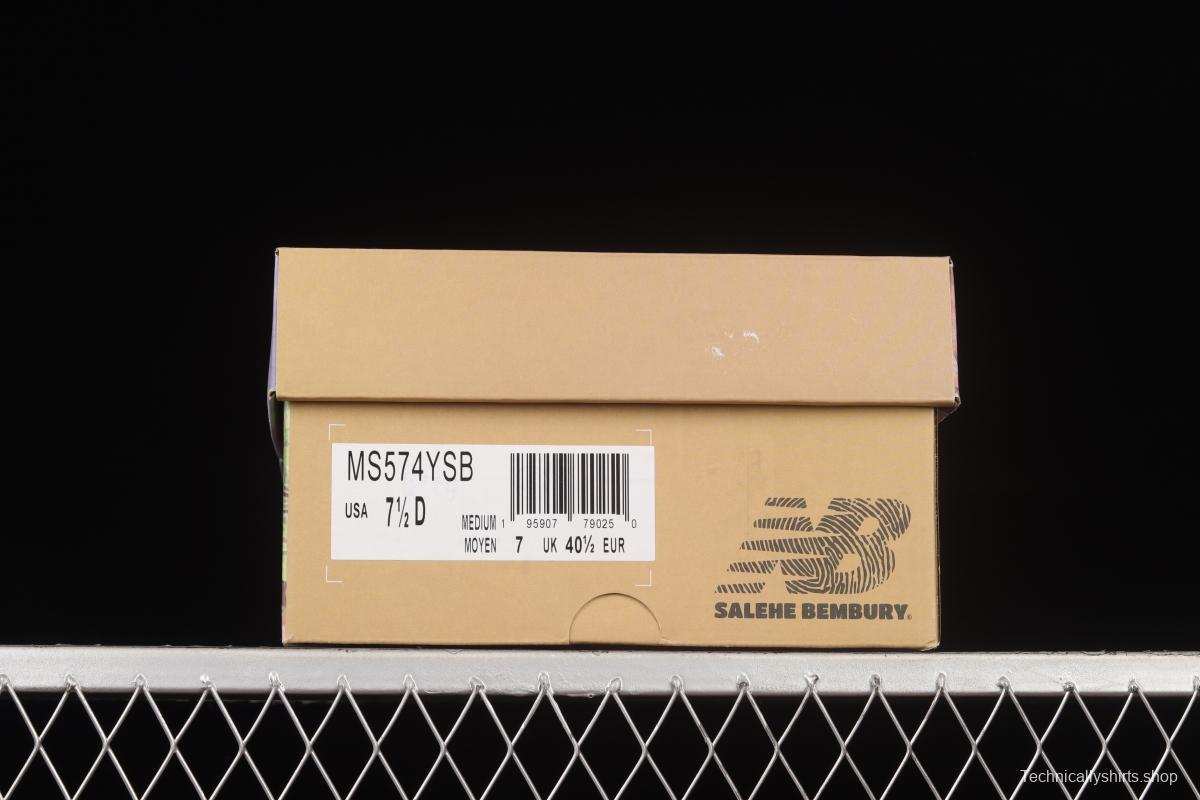 MS574YSB
USA 7½ D
MEDIUM 1 95907 79025 0
MOYEN 7 UK 40½ EUR
NB
SALEHE BEMBURY®
Technicallyshirts.shop